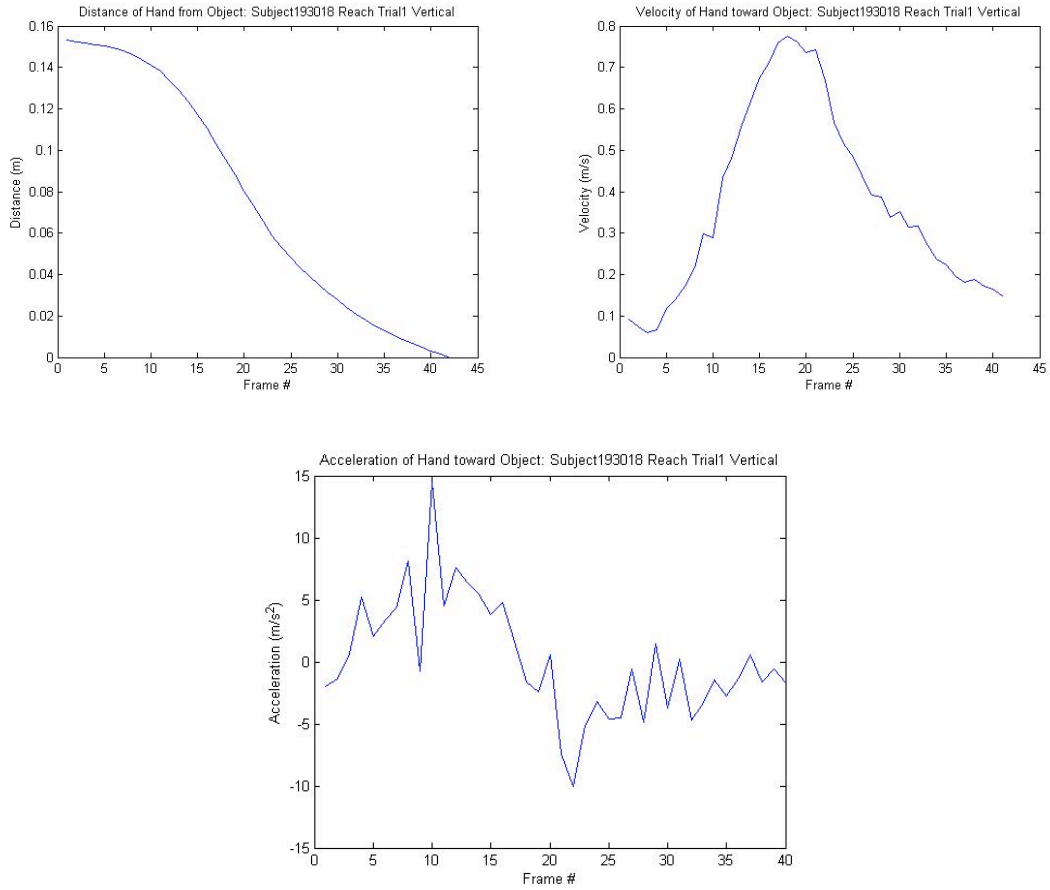 Distance of Hand from Object: Subject193018 Reach Trial1 Vertical
0.16
0.14
0.12
0.1
0.08
0.06
0.04
0.02
0
Distance (m)
0 5 10 15 20 25 30 35 40 45
Frame #
Velocity of Hand toward Object: Subject193018 Reach Trial1 Vertical
0.8
0.7
0.6
0.5
0.4
0.3
0.2
0.1
0
Velocity (m/s)
0 5 10 15 20 25 30 35 40 45
Frame #
Acceleration of Hand toward Object: Subject193018 Reach Trial1 Vertical
15
10
5
0
-5
-10
-15
Acceleration (m/s²)
0 5 10 15 20 25 30 35 40
Frame #